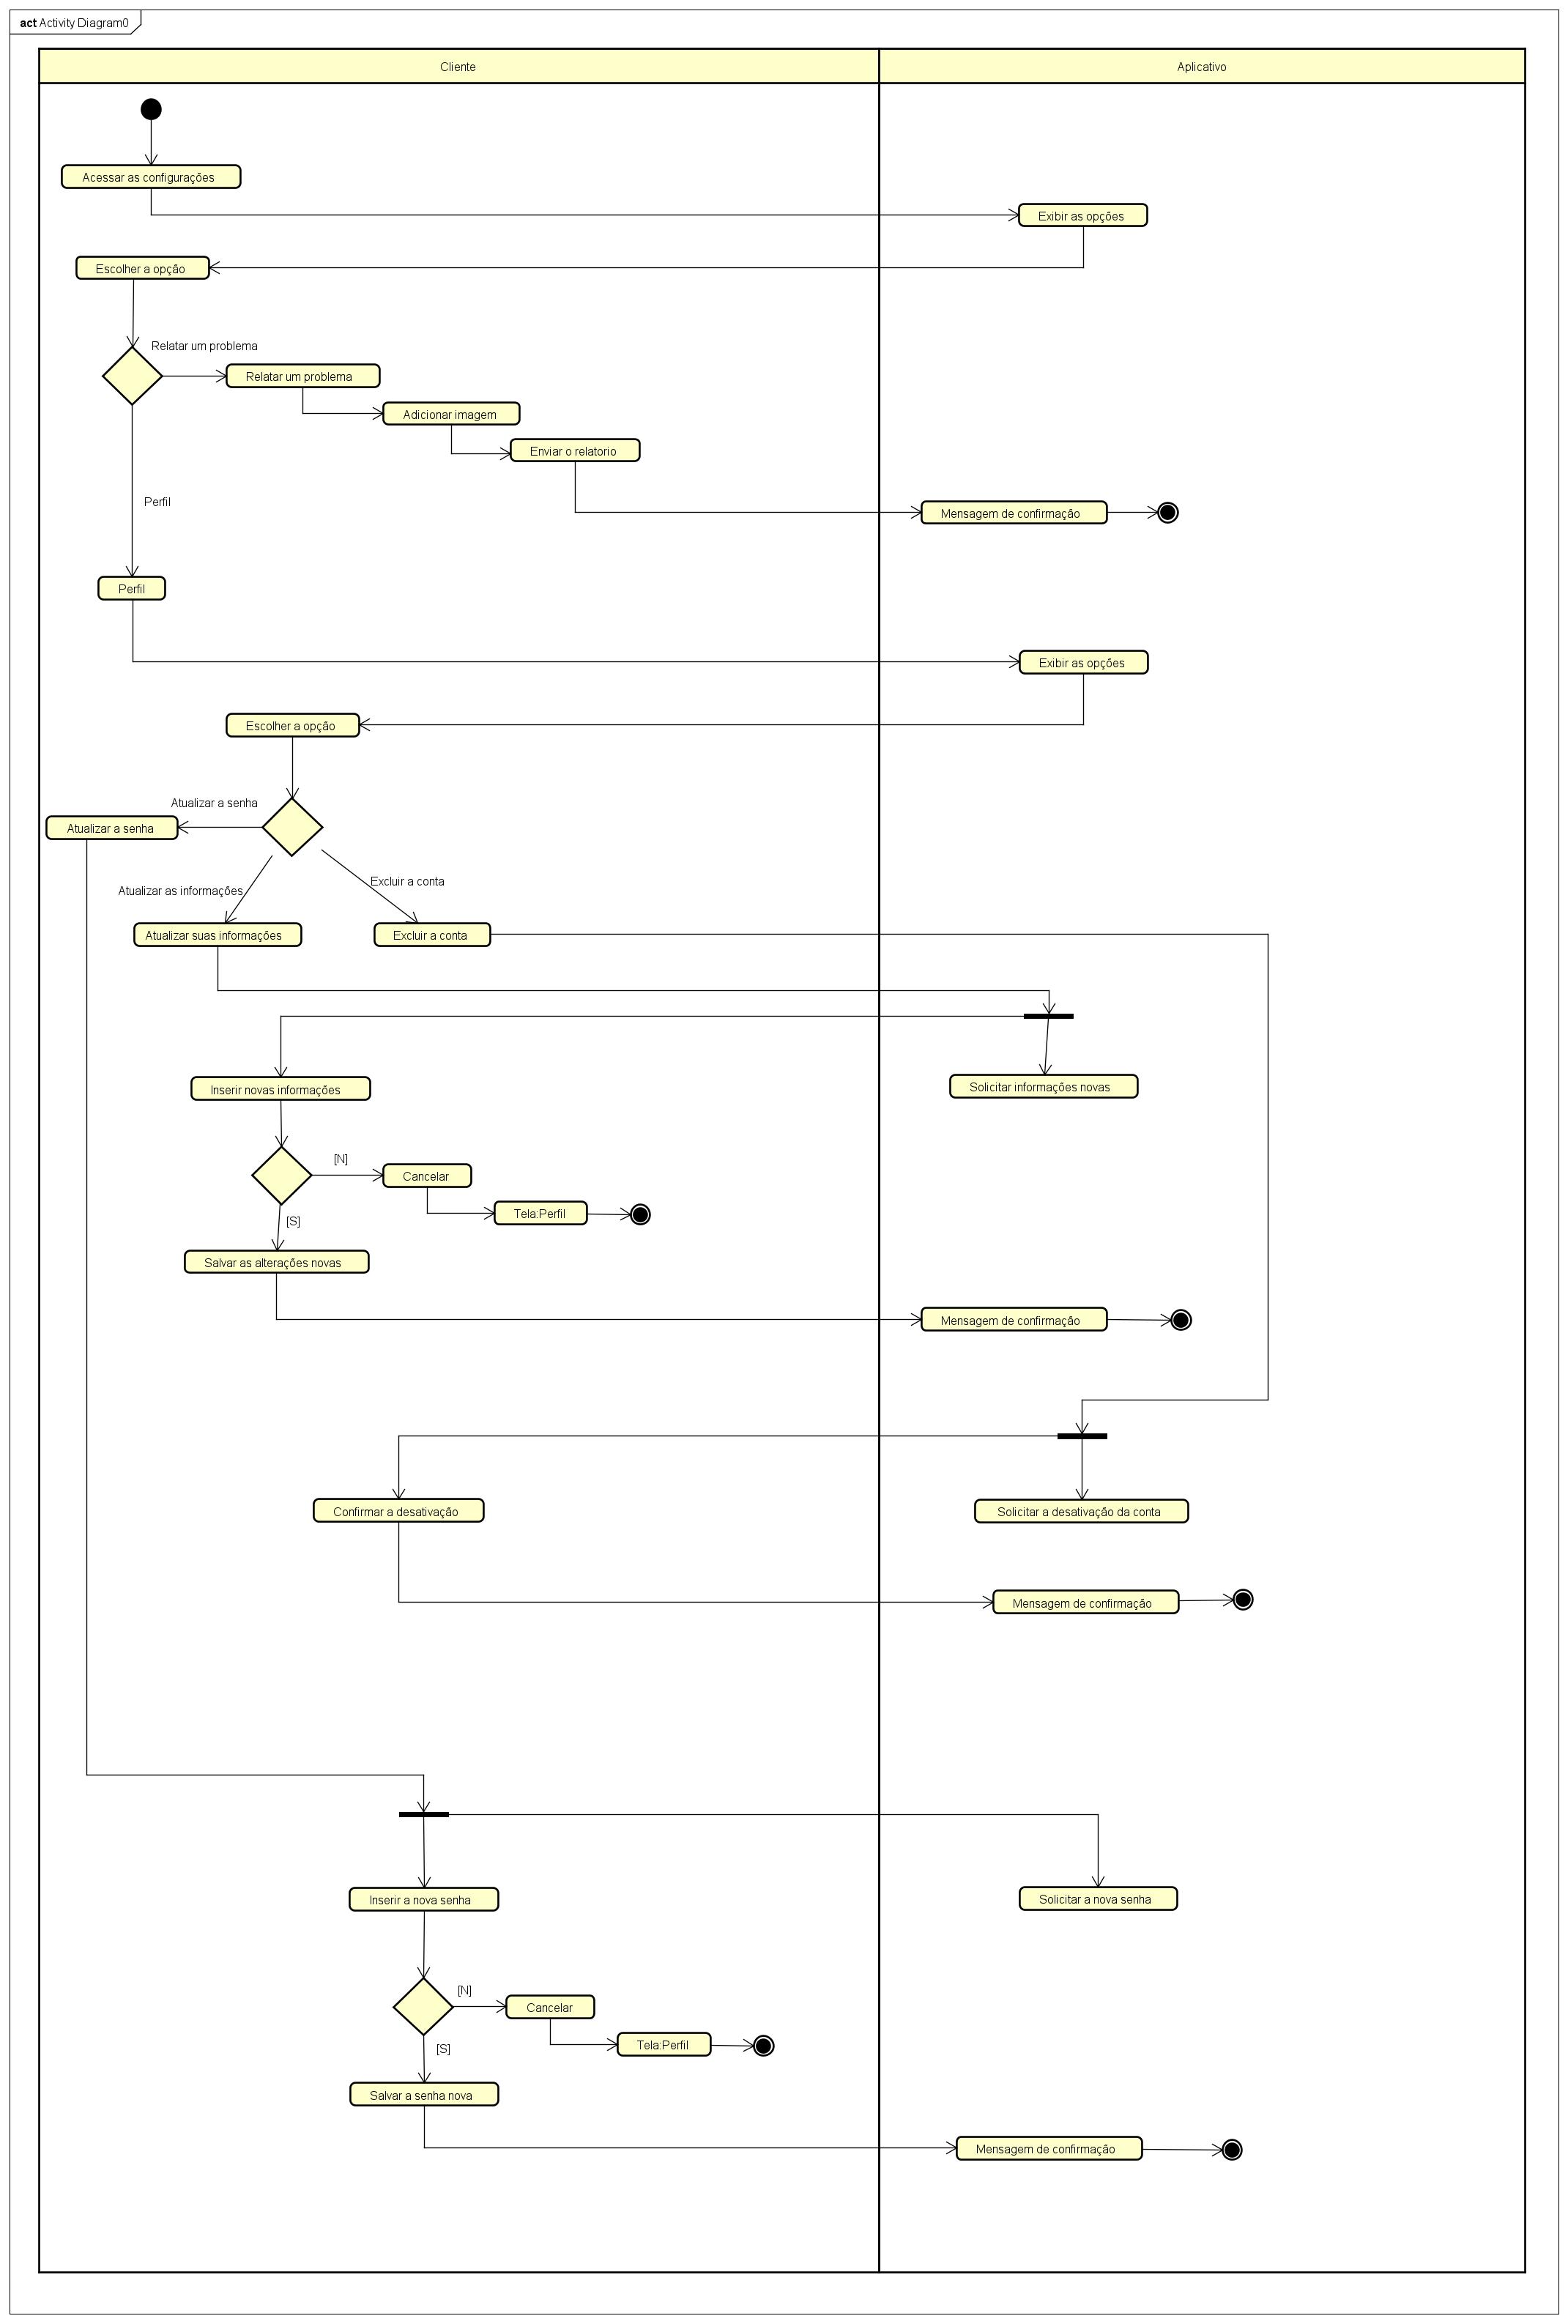 act Activity Diagram0
Cliente
Aplicativo
Acessar as configurações
Exibir as opções
Escolher a opção
Relatar um problema
Relatar um problema
Adicionar imagem
Enviar o relatorio
Perfil
Mensagem de confirmação
Perfil
Exibir as opções
Escolher a opção
Atualizar a senha
Atualizar a senha
Excluir a conta
Atualizar as informações
Atualizar suas informações
Excluir a conta
Inserir novas informações
Solicitar informações novas
[N]
Cancelar
Tela:Perfil
[S]
Salvar as alterações novas
Mensagem de confirmação
Confirmar a desativação
Solicitar a desativação da conta
Mensagem de confirmação
Inserir a nova senha
Solicitar a nova senha
[N]
Cancelar
Tela:Perfil
[S]
Salvar a senha nova
Mensagem de confirmação